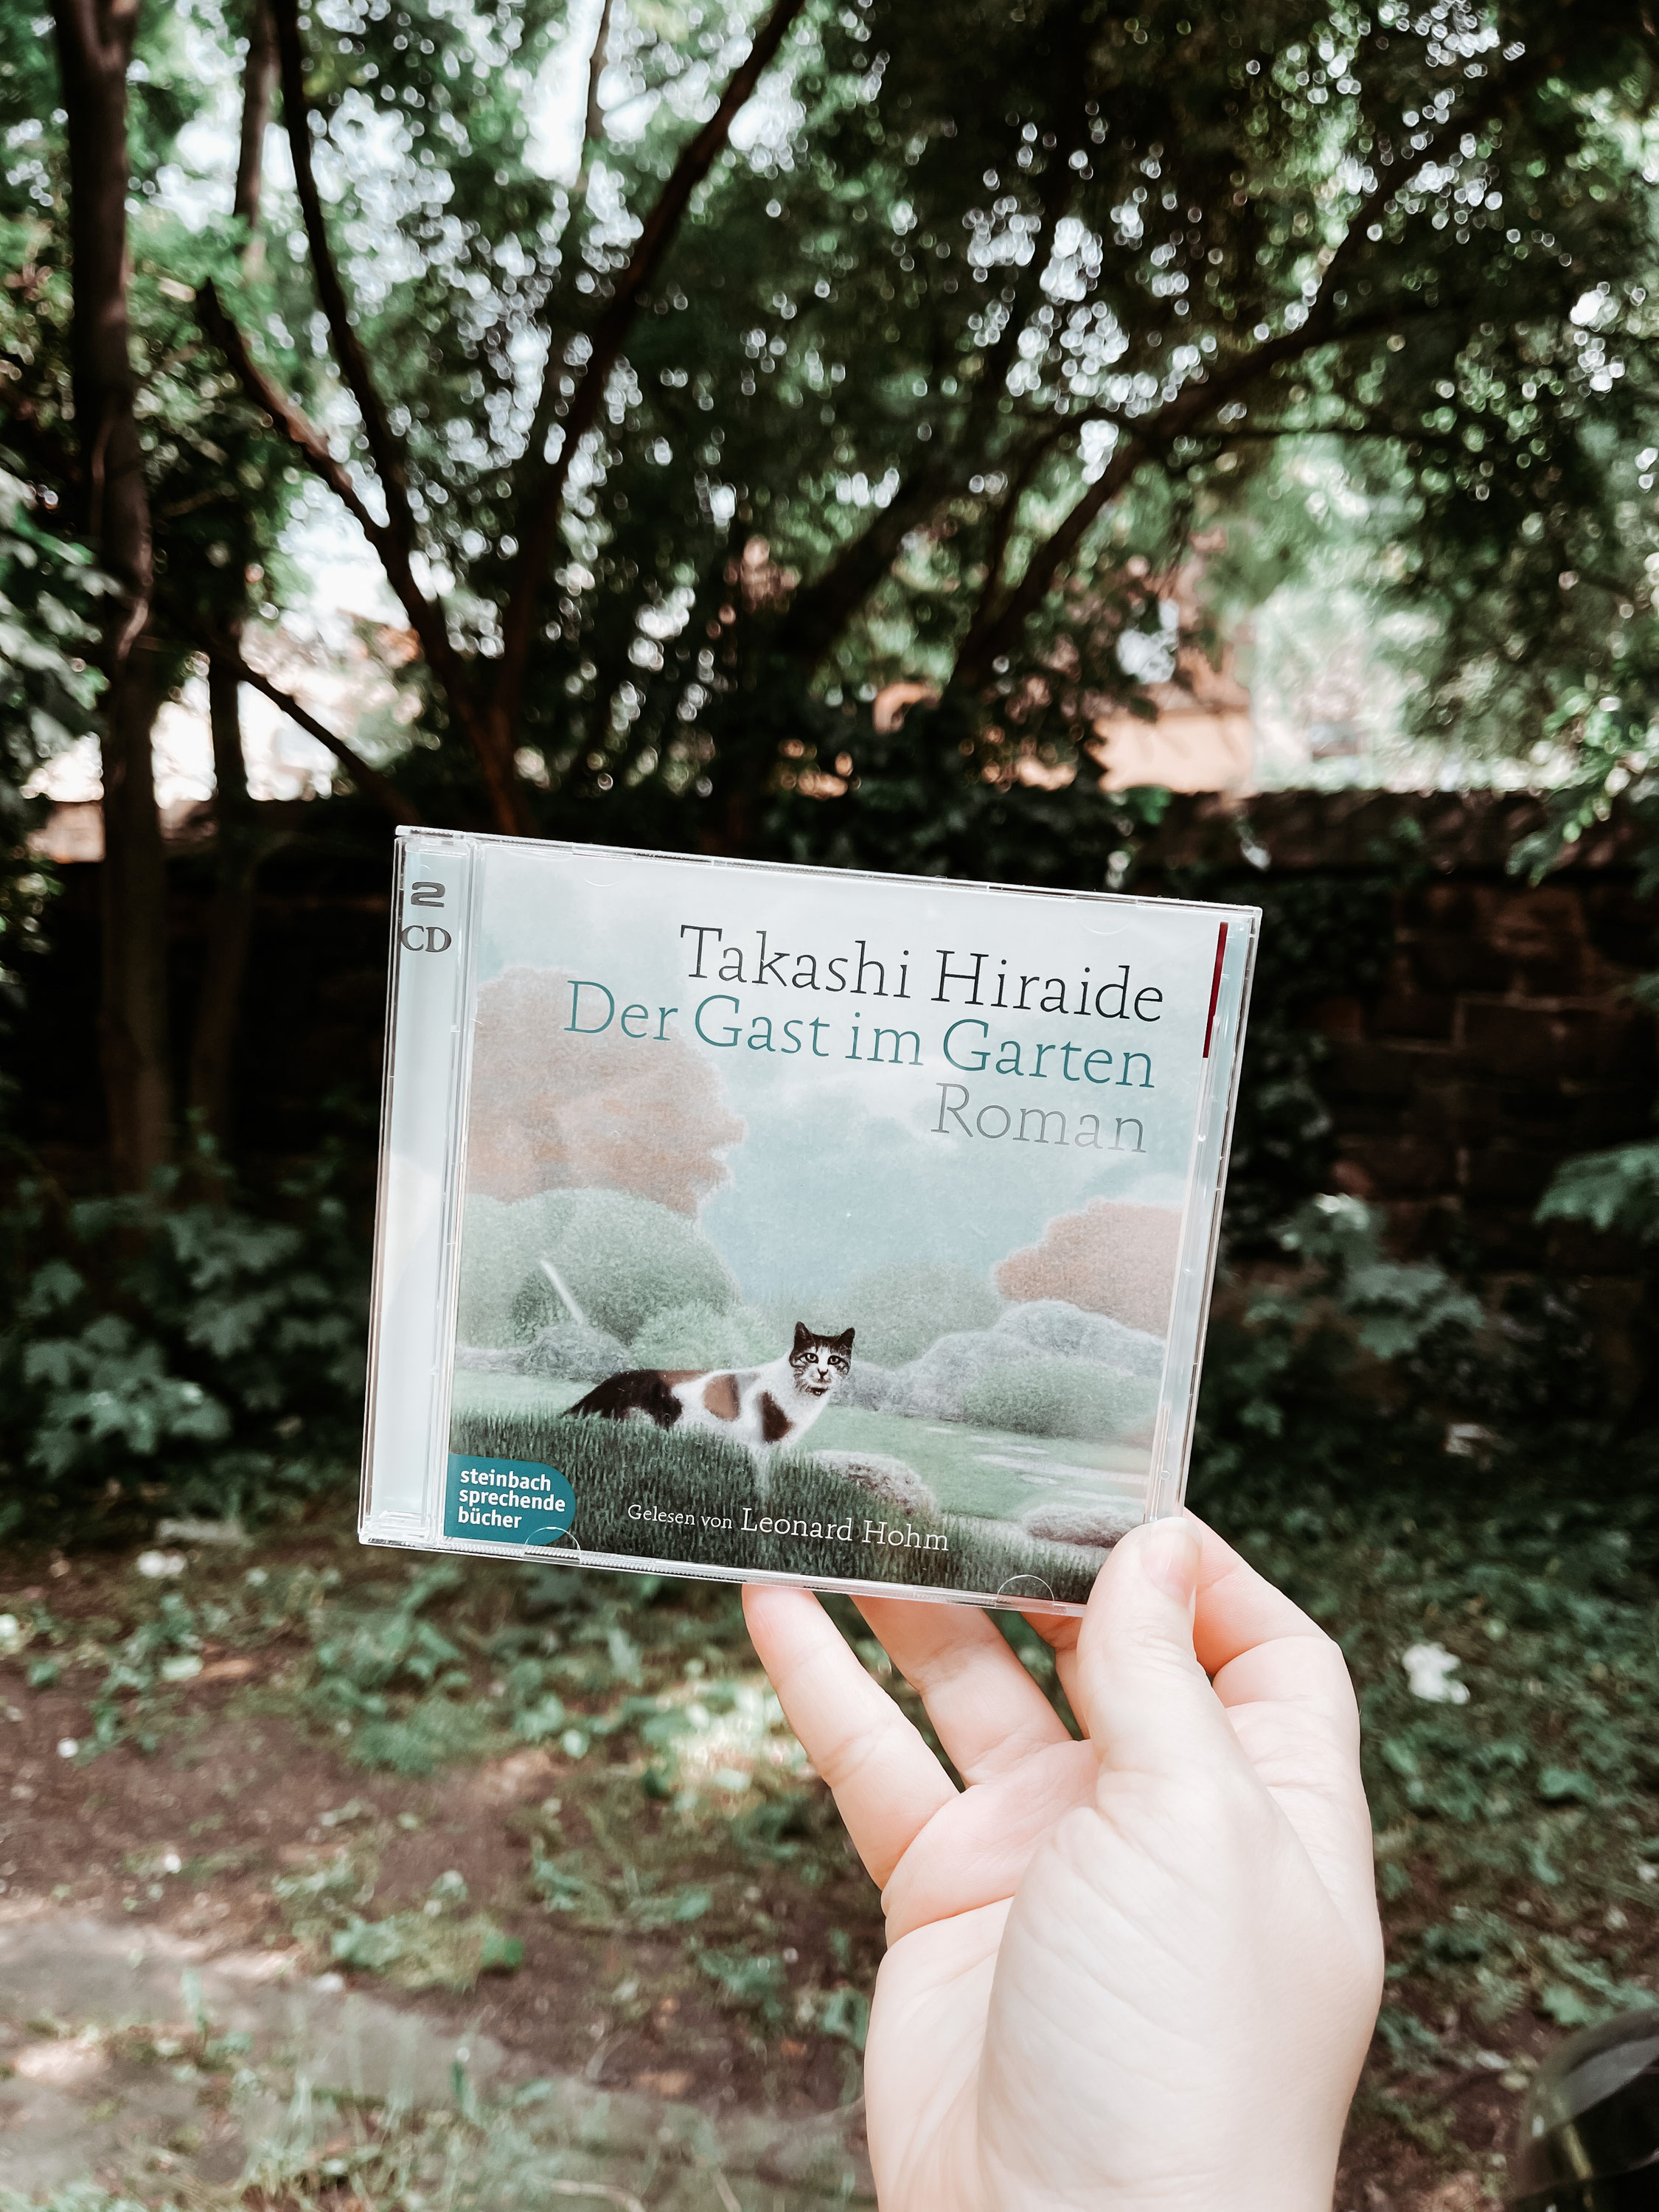 2
CD
Takashi Hiraide
Der Gast im Garten
Roman
steinbach
sprechende
bücher
Gelesen von Leonard Hohm